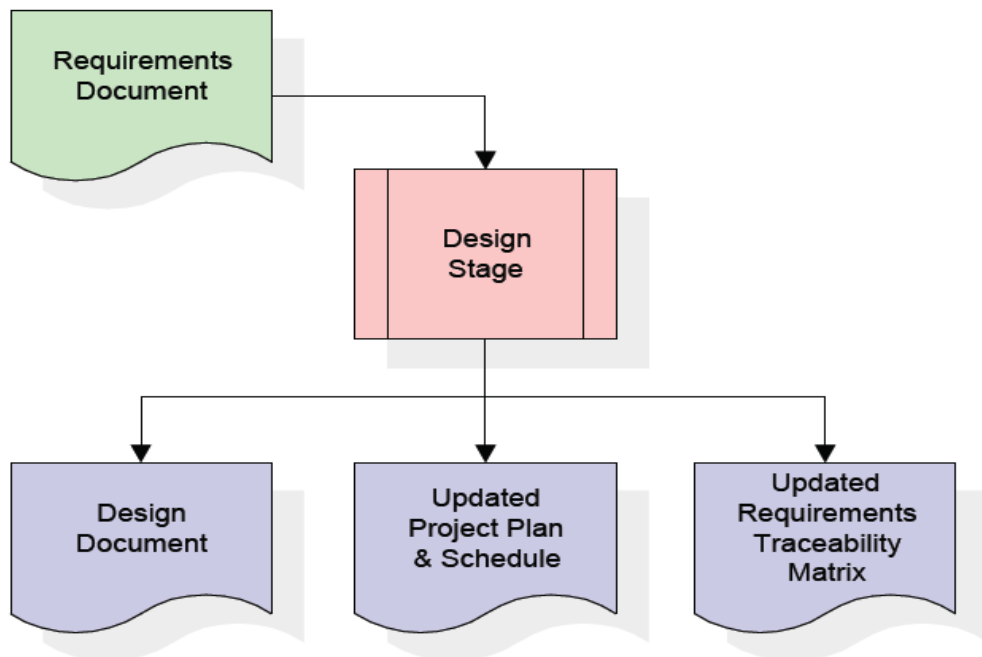 Requirements
Document
Design
Stage
Design
Document
Updated
Project Plan
& Schedule
Updated
Requirements
Traceability
Matrix